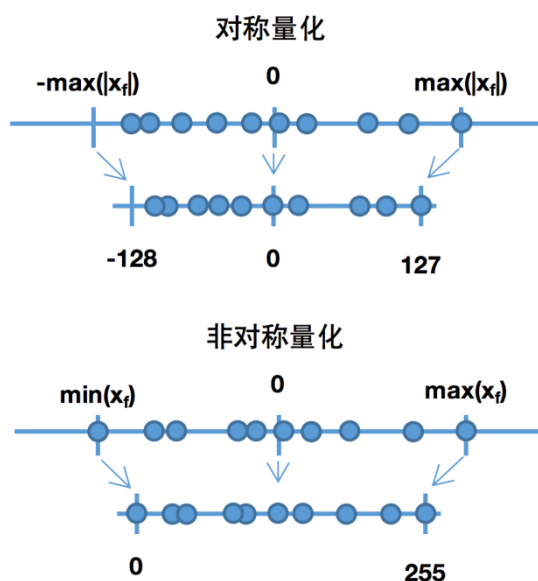 对称量化
-max(|xf|) 0 max(|xf|)
-128 0 127
非对称量化
min(xf) 0 max(xf)
0 255